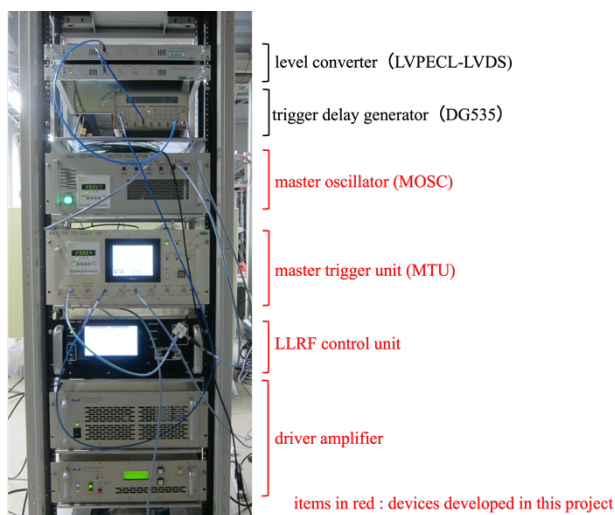 level converter（LVPECL-LVDS）
trigger delay generator（DG535）
master oscillator (MOSC)
master trigger unit (MTU)
LLRF control unit
driver amplifier
items in red : devices developed in this project